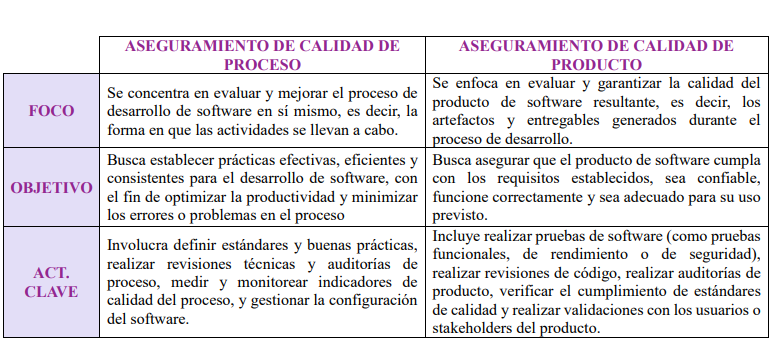 ASEGURAMIENTO DE CALIDAD DE
PROCESO
ASEGURAMIENTO DE CALIDAD DE
PRODUCTO
FOCO
Se concentra en evaluar y mejorar el proceso de
desarrollo de software en sí mismo, es decir, la
forma en que las actividades se llevan a cabo.
Se enfoca en evaluar y garantizar la calidad del
producto de software resultante, es decir, los
artefactos y entregables generados durante el
proceso de desarrollo.
OBJETIVO
Busca establecer prácticas efectivas, eficientes y
consistentes para el desarrollo de software, con
el fin de optimizar la productividad y minimizar
los errores o problemas en el proceso
Busca asegurar que el producto de software cumpla
con los requisitos establecidos, sea confiable,
funcione correctamente y sea adecuado para su uso
previsto.
ACT.
CLAVE
Involucra definir estándares y buenas prácticas,
realizar revisiones técnicas y auditorías de
proceso, medir y monitorear indicadores de
calidad del proceso, y gestionar la configuración
del software.
Incluye realizar pruebas de software (como pruebas
funcionales, de rendimiento o de seguridad),
realizar revisiones de código, realizar auditorías de
producto, verificar el cumplimiento de estándares
de calidad y realizar validaciones con los usuarios o
stakeholders del producto.